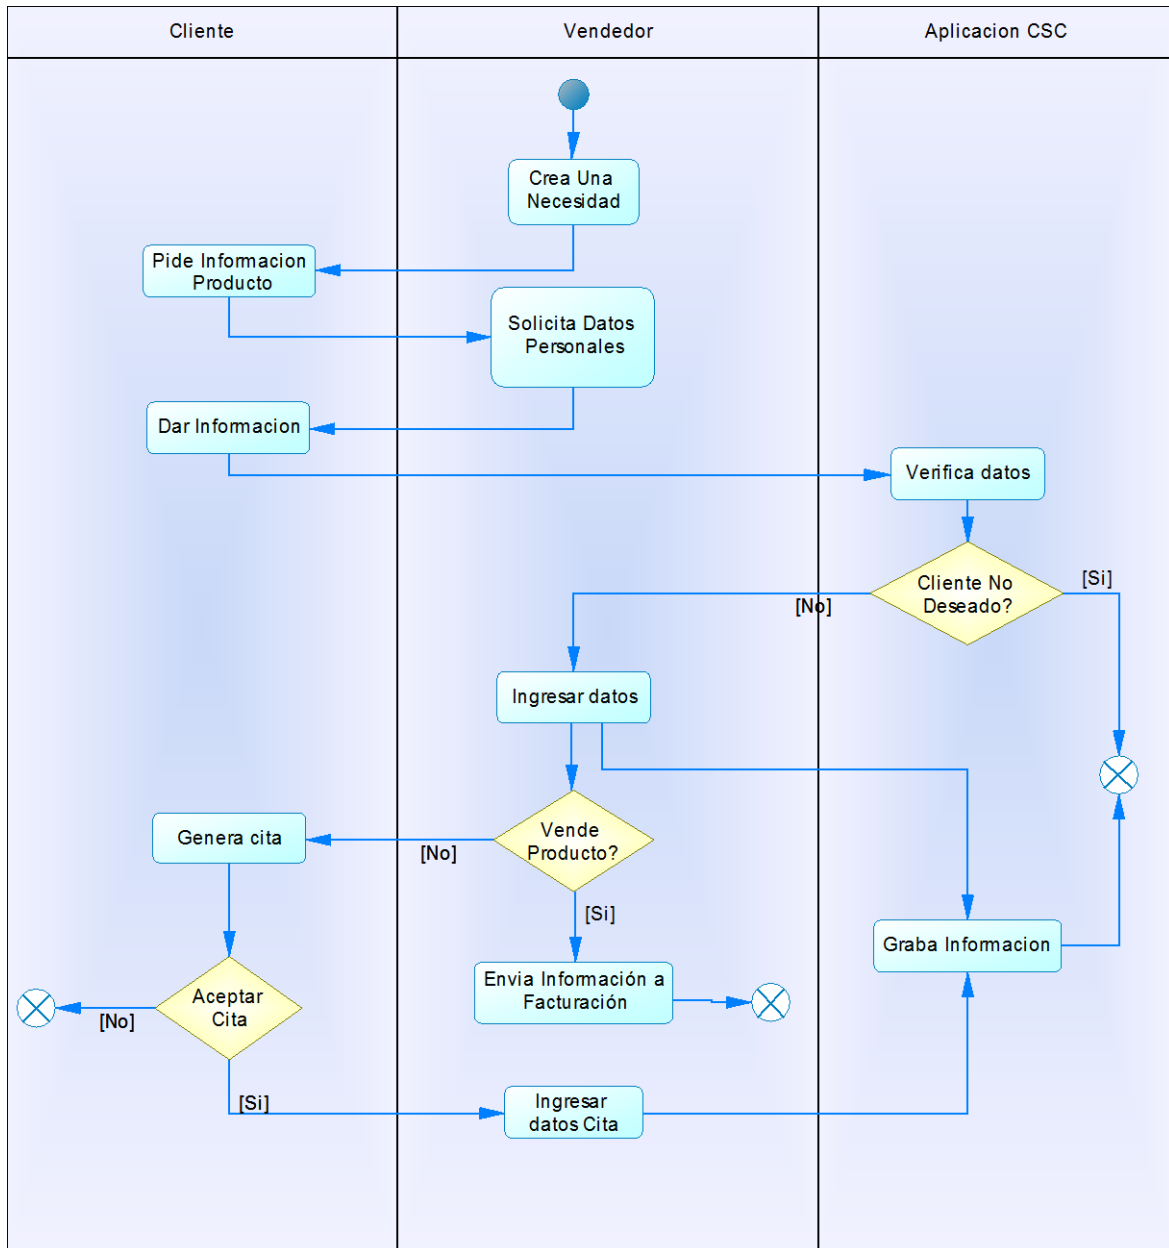 Cliente
Vendedor
Aplicacion CSC
Crea Una
Necesidad
Pide Informacion
Producto
Solicita Datos
Personales
Dar Informacion
Verifica datos
Cliente No
Deseado?
[Si]
[No]
Ingresar datos
Genera cita
Vende
Producto?
[No]
[Si]
Graba Informacion
Envia Información a
Facturación
Aceptar
Cita
[No]
[Si]
Ingresar
datos Cita